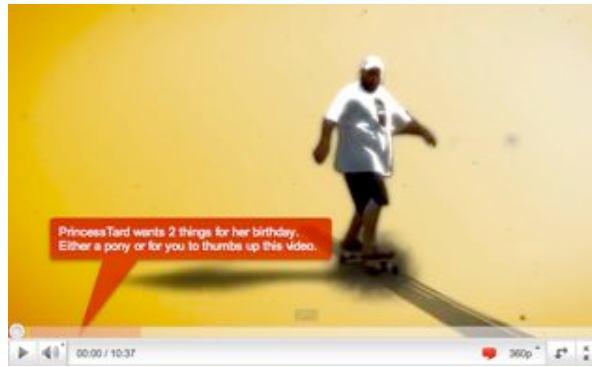 PrincessTard wants 2 things for her birthday.
Either a pony or for you to thumbs up this video.
00:00 / 10:37
360p